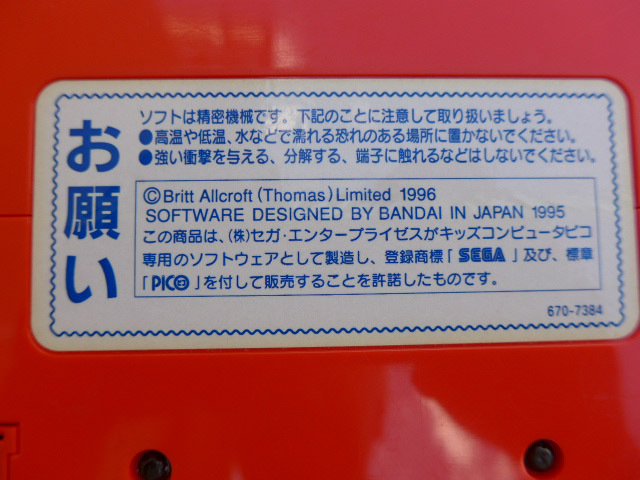 お願い
ソフトは精密機械です。下記のことに注意して取り扱いましょう。
●高温や低温、水などで濡れる恐れのある場所に置かないでください。
●強い衝撃を与える、分解する、端子に触れるなどはしないでください。
©Britt Allcroft (Thomas) Limited 1996
SOFTWARE DESIGNED BY BANDAI IN JAPAN 1995
この商品は、(株)セガ・エンタープライゼスがキッズコンピュータピコ
専用のソフトウェアとして製造し、登録商標「SEGA」及び、標章
「PICO」を付して販売することを許諾したものです。
670-7384